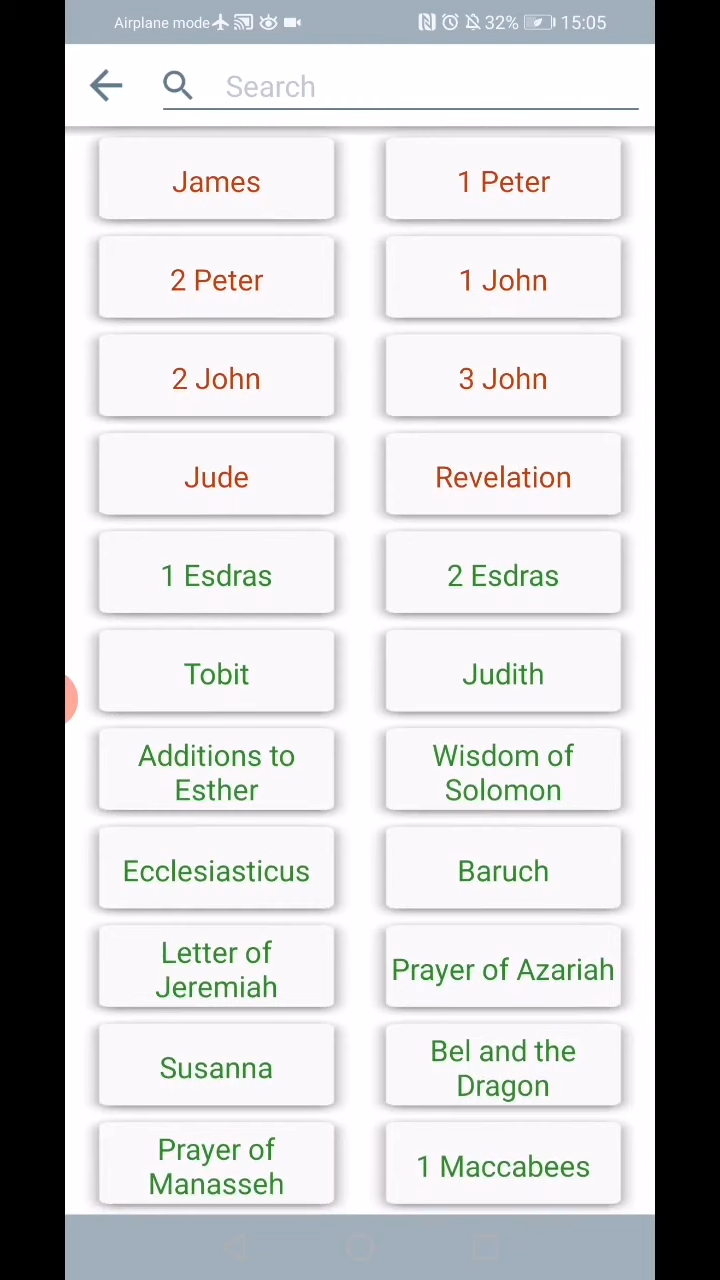 Airplane mode 32% 15:05
Search
James
1 Peter
2 Peter
1 John
2 John
3 John
Jude
Revelation
1 Esdras
2 Esdras
Tobit
Judith
Additions to
Esther
Wisdom of
Solomon
Ecclesiasticus
Baruch
Letter of
Jeremiah
Prayer of Azariah
Susanna
Bel and the
Dragon
Prayer of
Manasseh
1 Maccabees